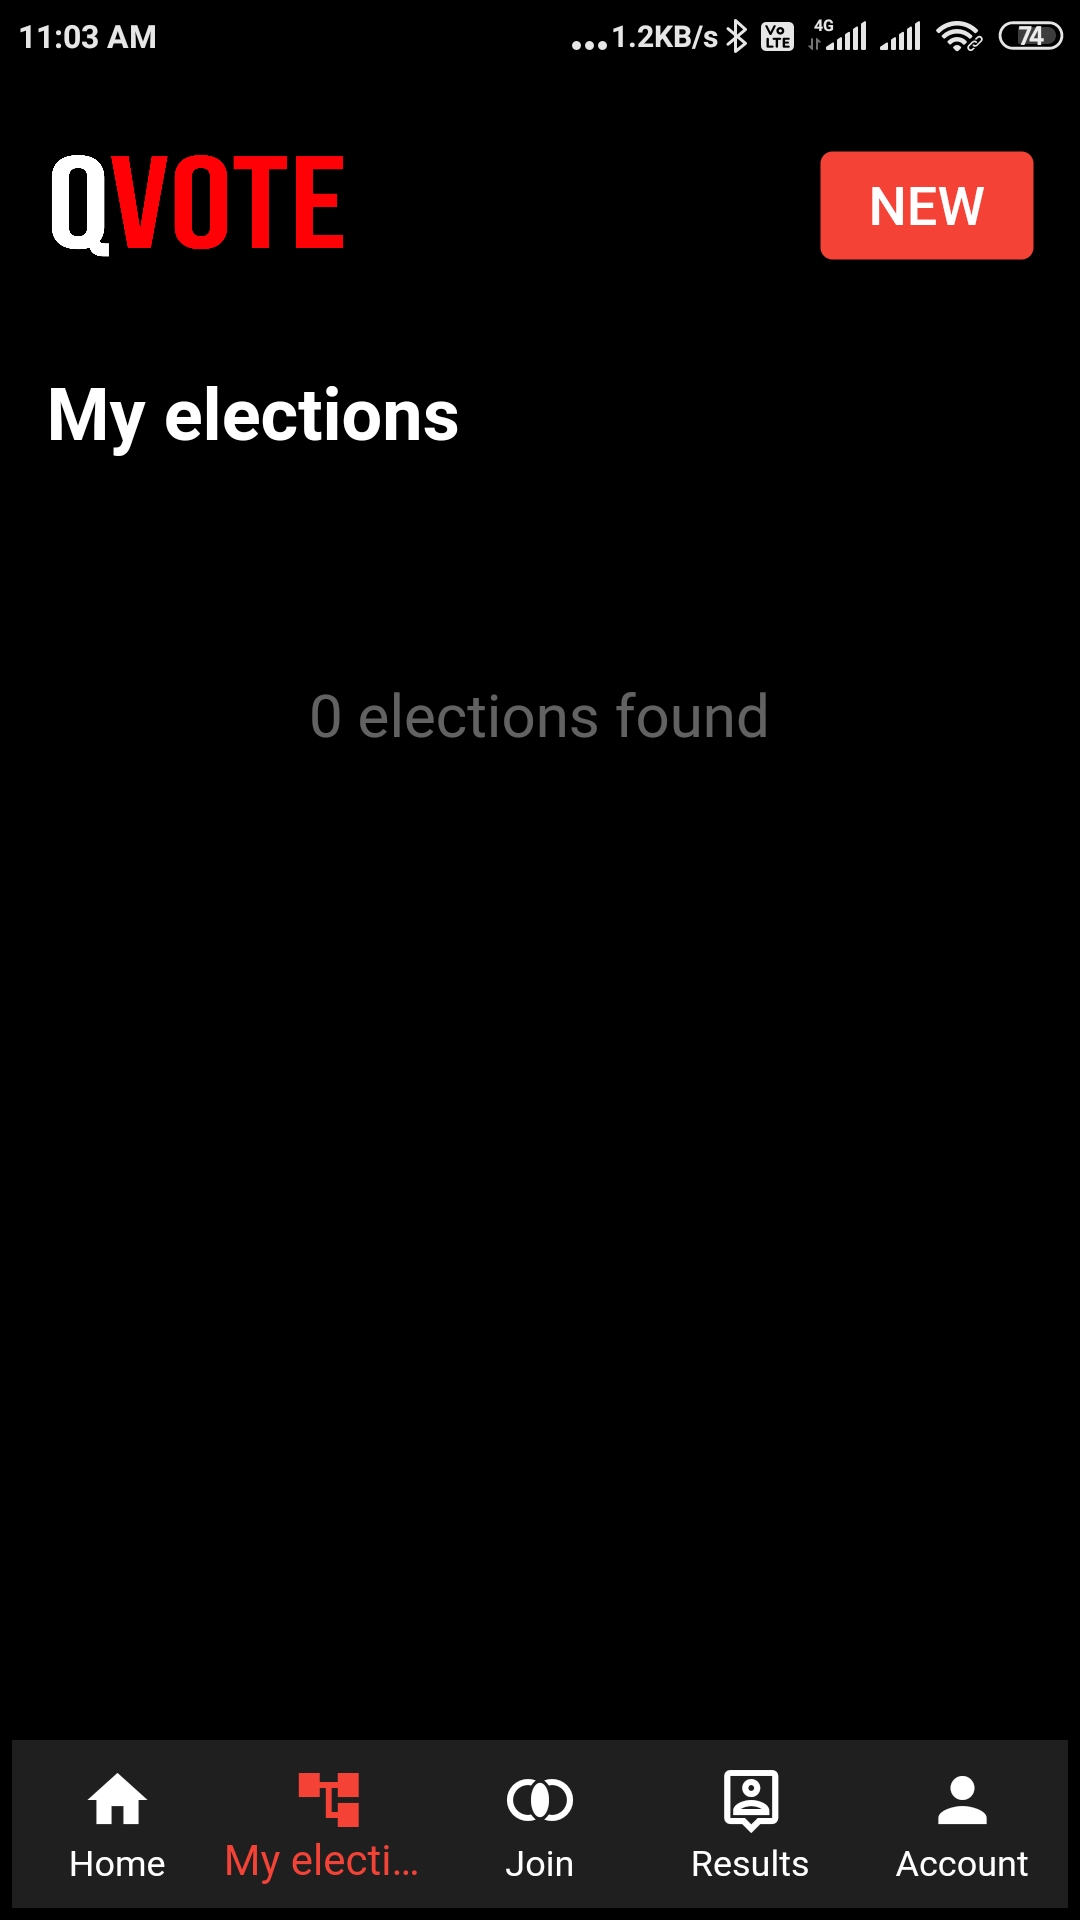 11:03 AM ...1.2KB/s Vo LTE 4G 74
QVOTE NEW
My elections
0 elections found
Home My electi... Join Results Account